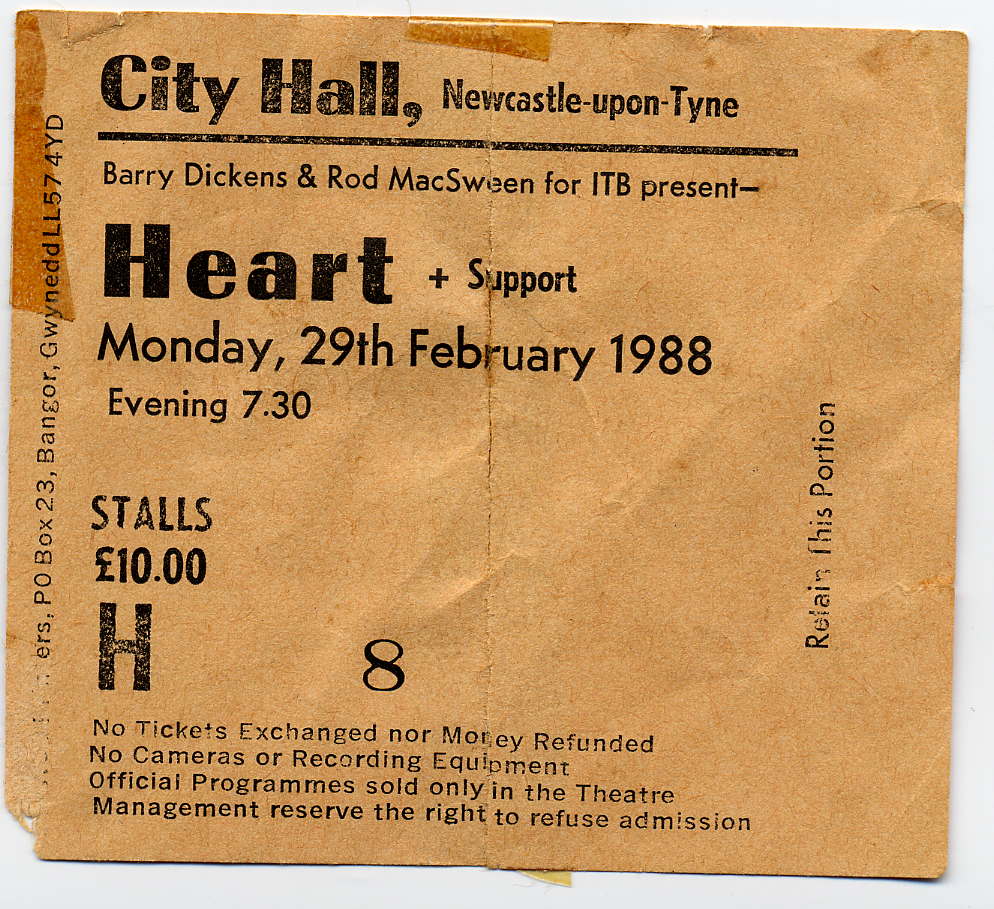 City Hall, Newcastle-upon-Tyne
Barry Dickens & Rod MacSween for ITB present—
Heart + Support
Monday, 29th February 1988
Evening 7.30
STALLS
£10.00
H 8
No Tickets Exchanged nor Money Refunded
No Cameras or Recording Equipment
Official Programmes sold only in the Theatre
Management reserve the right to refuse admission
Retain This Portion
PO Box 23, Bangor, Gwynedd LL57 4YD